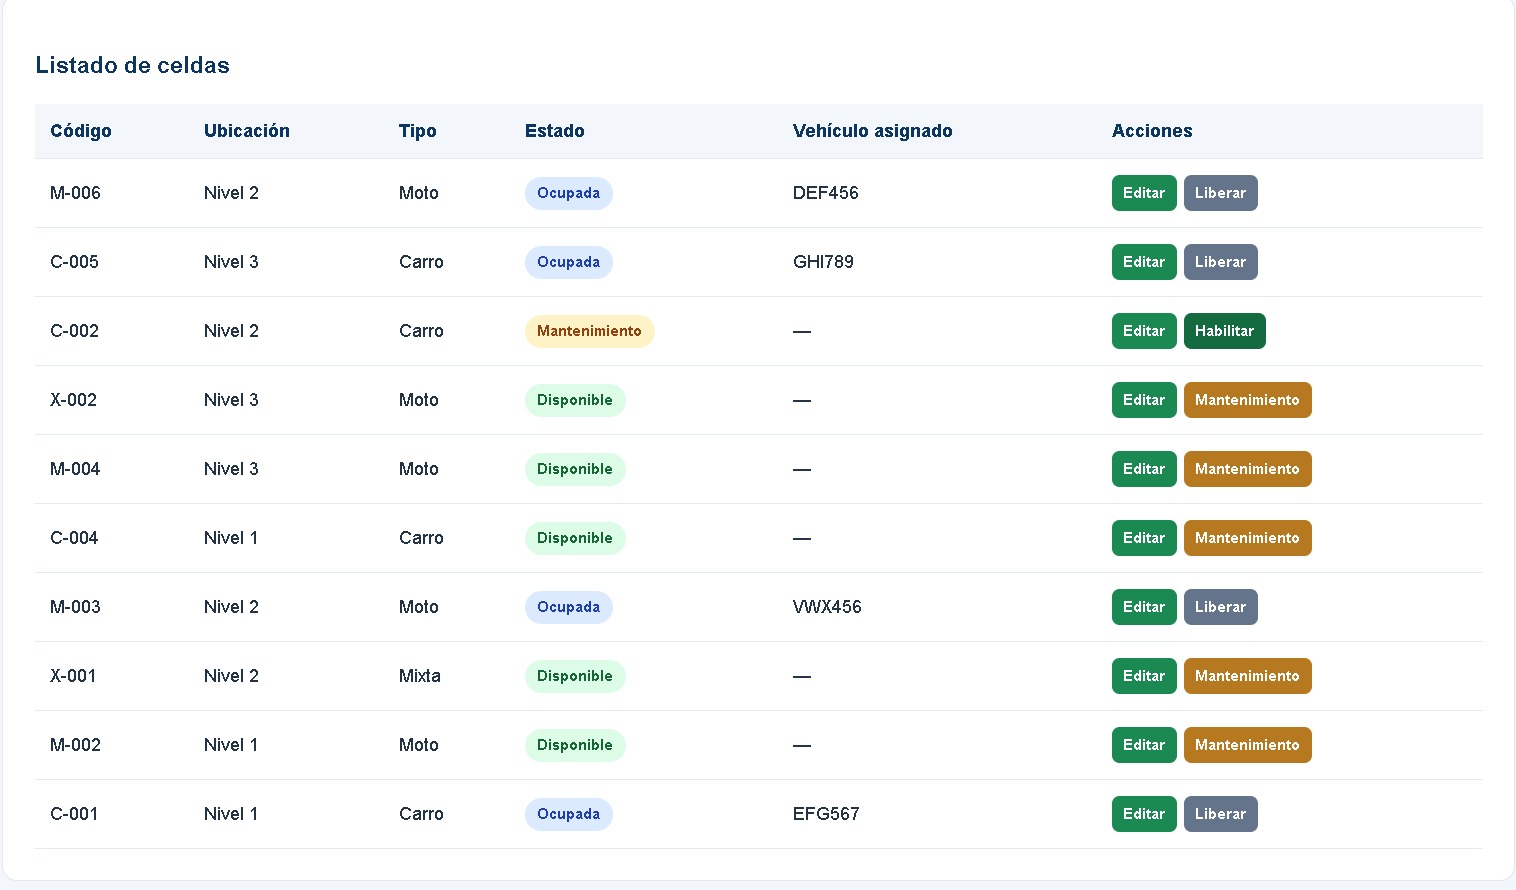 Listado de celdas
Código Ubicación Tipo Estado Vehículo asignado Acciones
M-006 Nivel 2 Moto Ocupada DEF456 Editar Liberar
C-005 Nivel 3 Carro Ocupada GHI789 Editar Liberar
C-002 Nivel 2 Carro Mantenimiento — Editar Habilitar
X-002 Nivel 3 Moto Disponible — Editar Mantenimiento
M-004 Nivel 3 Moto Disponible — Editar Mantenimiento
C-004 Nivel 1 Carro Disponible — Editar Mantenimiento
M-003 Nivel 2 Moto Ocupada VWX456 Editar Liberar
X-001 Nivel 2 Mixta Disponible — Editar Mantenimiento
M-002 Nivel 1 Moto Disponible — Editar Mantenimiento
C-001 Nivel 1 Carro Ocupada EFG567 Editar Liberar